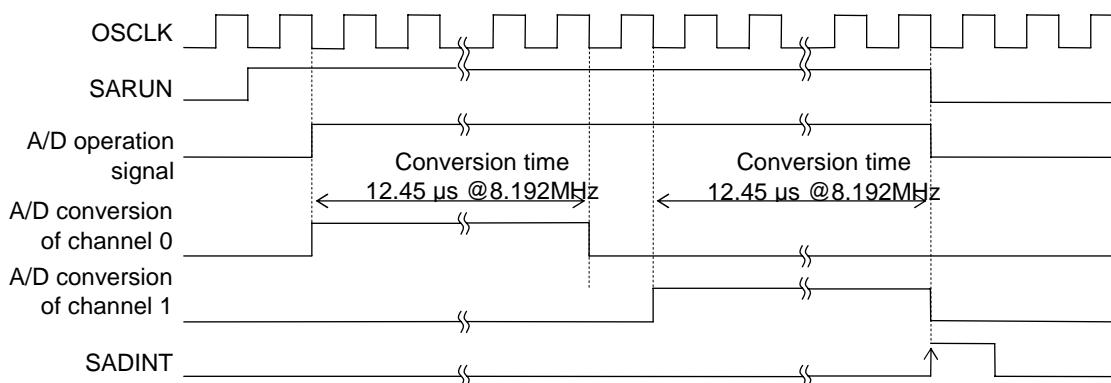 OSCLK
SARUN
A/D operation
signal
Conversion time
12.45 µs @8.192MHz
Conversion time
12.45 µs @8.192MHz
A/D conversion
of channel 0
A/D conversion
of channel 1
SADINT